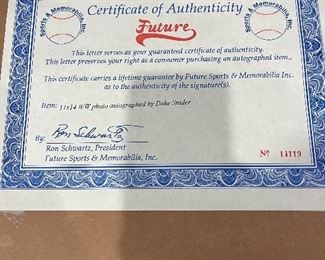 Certificate of Authenticity
Sports & Memorabilia, Inc.
Future
Sports & Memorabilia, Inc.
This letter serves as your guaranteed certificate of authenticity.
This letter preserves your right as a consumer purchasing an autographed item..
This certificate carries a lifetime guarantee by Future Sports & Memorabilia Inc.
as to the authenticity of the signature(s).
Item: 11x14 B/W photo autographed by Duke Snider
By: Ron Schwartz
Ron Schwartz, President
Future Sports & Memorabilia, Inc.
Nº 14119